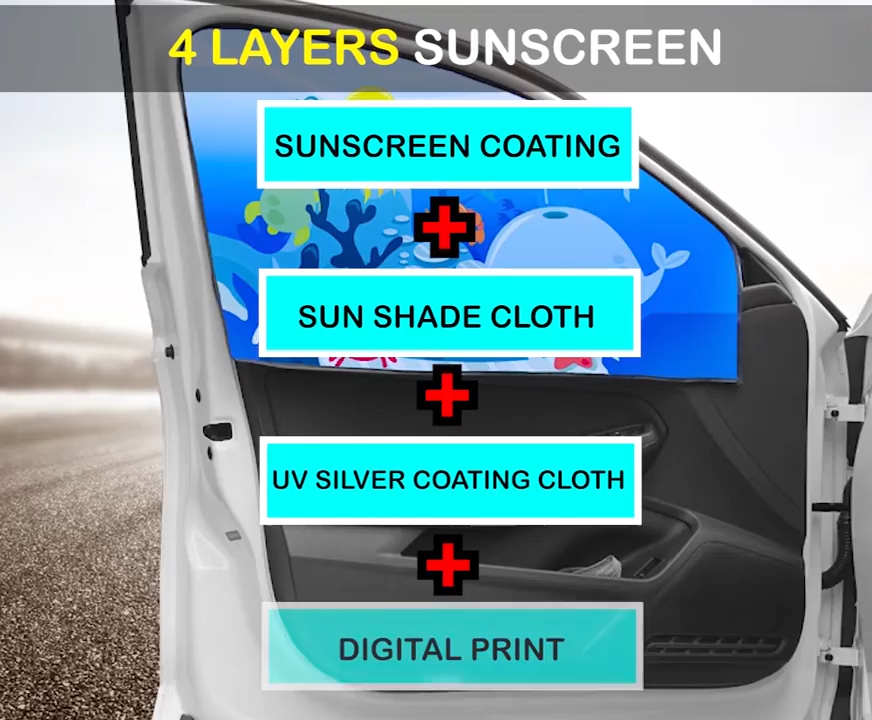 4 LAYERS SUNSCREEN
SUNSCREEN COATING
SUN SHADE CLOTH
UV SILVER COATING CLOTH
DIGITAL PRINT